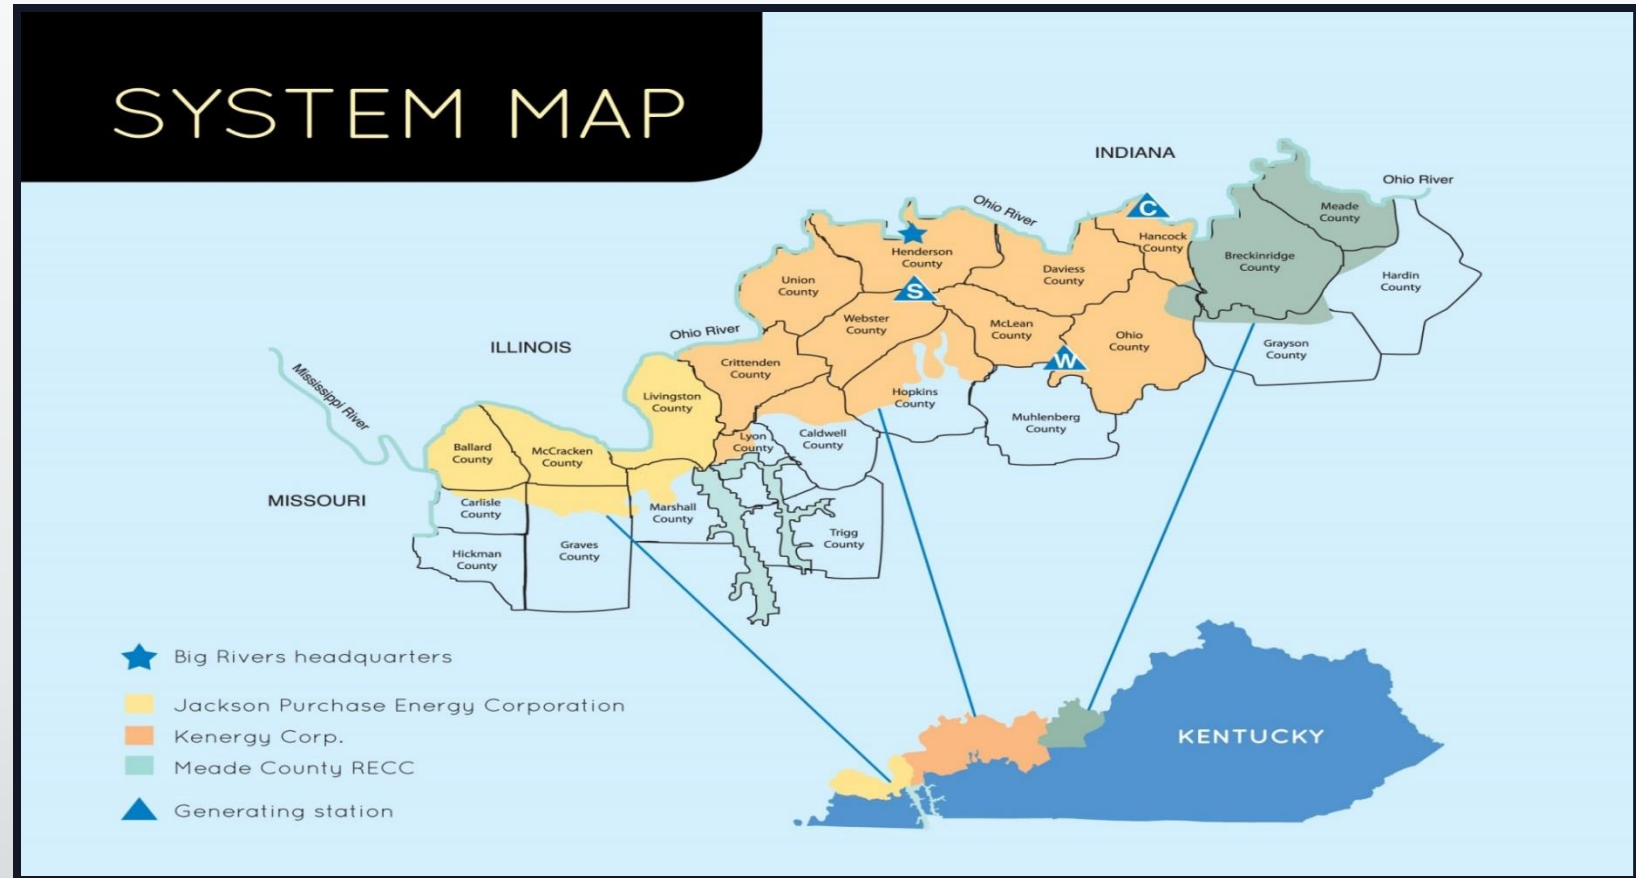 SYSTEM MAP
INDIANA
Ohio River
Meade
County
Ohio River
C
Hancock
County
Henderson
County
Breckinridge
County
Daviess
County
Hardin
County
Union
County
S
Webster
County
McLean
County
Ohio River
Ohio
County
Grayson
County
ILLINOIS
W
Crittenden
County
Mississippi River
Livingston
County
Hopkins
County
Muhlenberg
County
Lyon
County
Caldwell
County
Ballard
County
McCracken
County
MISSOURI
Carlisle
County
Marshall
County
Trigg
County
Graves
County
Hickman
County
Big Rivers headquarters
Jackson Purchase Energy Corporation
Kenergy Corp.
Meade County RECC
Generating station
KENTUCKY